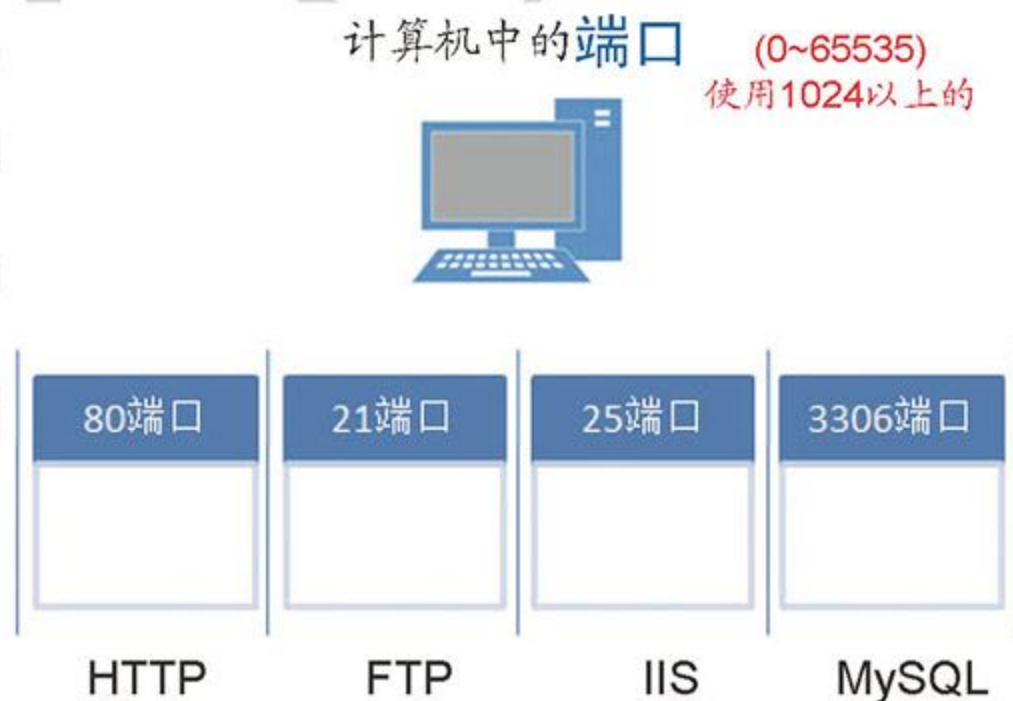 计算机中的端口
(0~65535)
使用1024以上的
80端口
21端口
25端口
3306端口
HTTP
FTP
IIS
MySQL